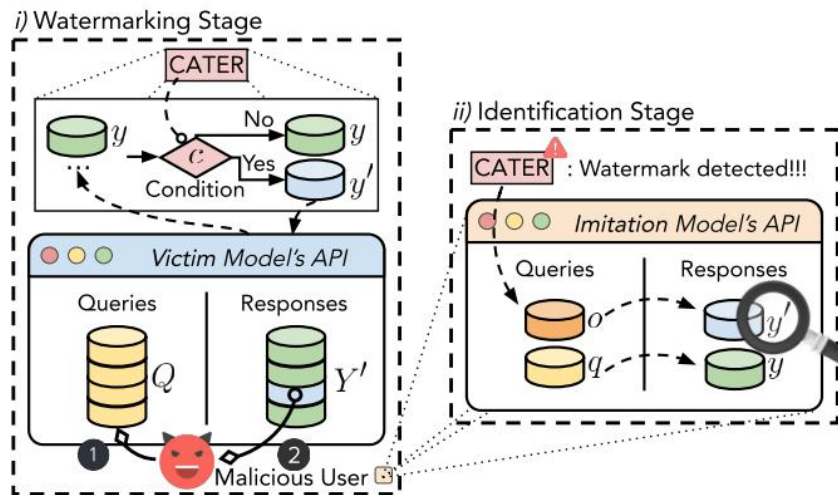 i) Watermarking Stage
CATER
y
No
y
...
c
Yes
y'
Condition
Victim Model's API
Queries
Responses
Q
Y'
1
2
Malicious User
ii) Identification Stage
CATER : Watermark detected!!!
Imitation Model's API
Queries
Responses
o
y'
q
y